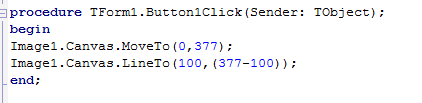 procedure TForm1.Button1Click(Sender: TObject);
begin
Image1.Canvas.MoveTo(0,377);
Image1.Canvas.LineTo(100,(377-100));
end;